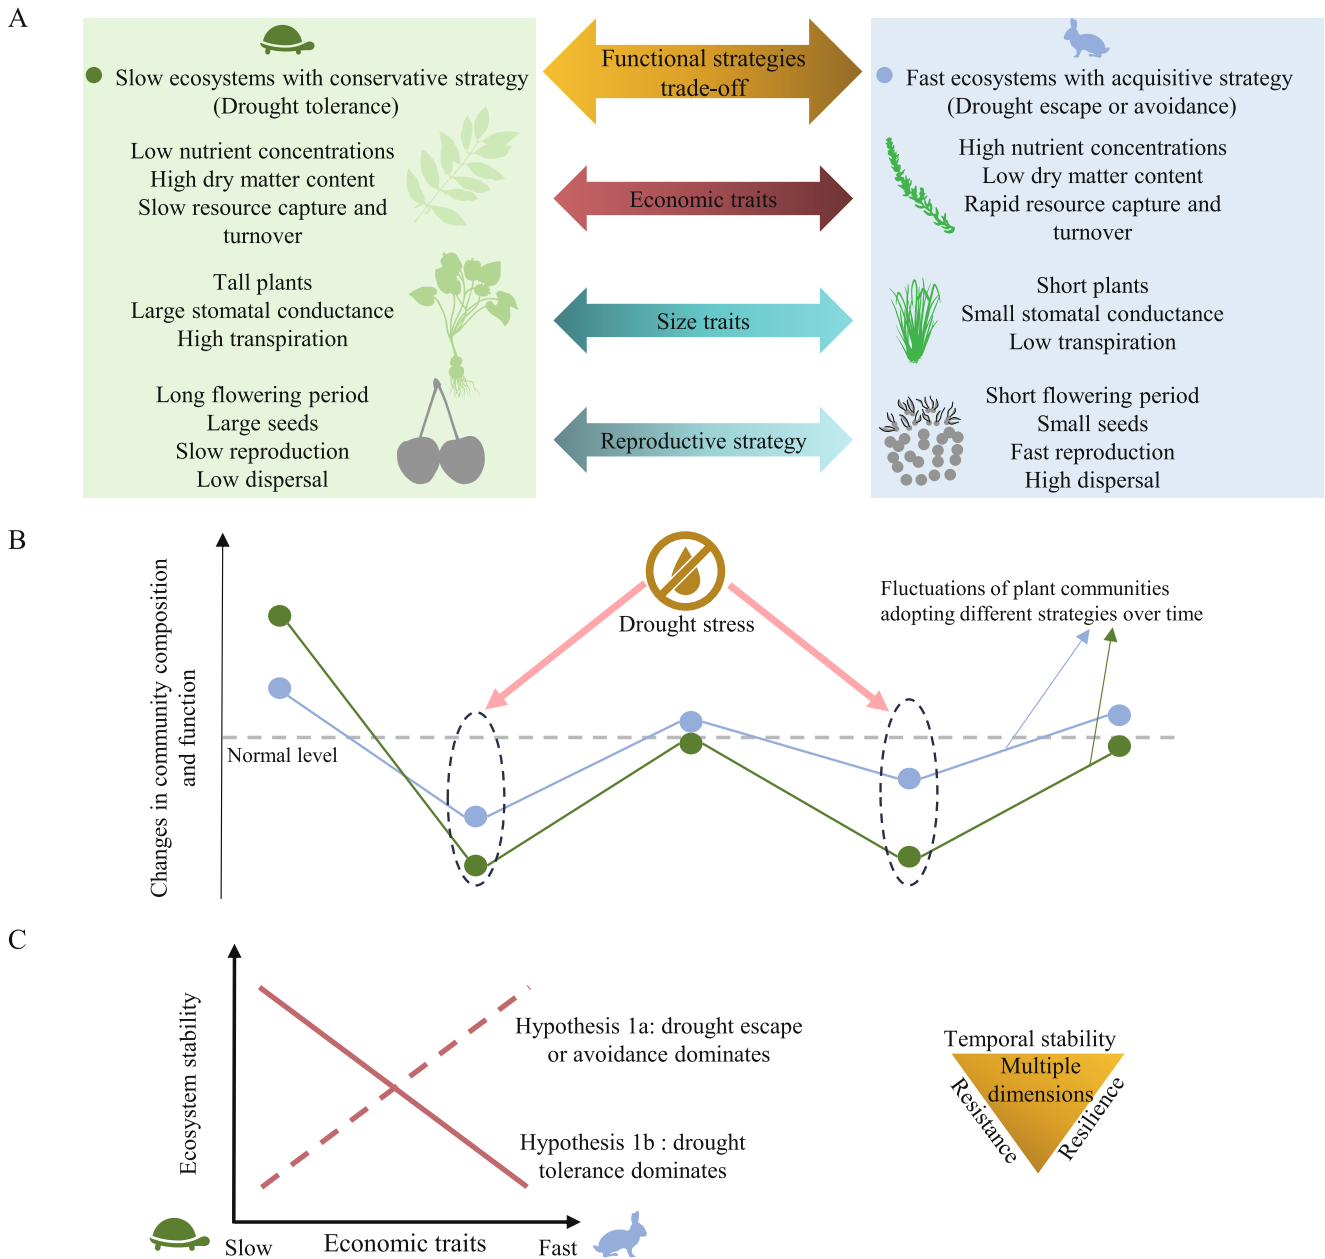 A
Slow ecosystems with conservative strategy
(Drought tolerance)
Low nutrient concentrations
High dry matter content
Slow resource capture and
turnover
Tall plants
Large stomatal conductance
High transpiration
Long flowering period
Large seeds
Slow reproduction
Low dispersal
Functional strategies
trade-off
Economic traits
Size traits
Reproductive strategy
Fast ecosystems with acquisitive strategy
(Drought escape or avoidance)
High nutrient concentrations
Low dry matter content
Rapid resource capture and
turnover
Short plants
Small stomatal conductance
Low transpiration
Short flowering period
Small seeds
Fast reproduction
High dispersal
B
Changes in community composition
and function
Normal level
Drought stress
Fluctuations of plant communities
adopting different strategies over time
C
Ecosystem stability
Hypothesis 1a: drought escape
or avoidance dominates
Hypothesis 1b : drought
tolerance dominates
Slow
Economic traits
Fast
Temporal stability
Multiple
dimensions
Resistance
Resilience